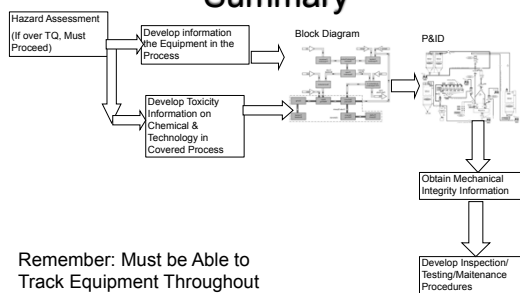 Summary
Hazard Assessment
(If over TQ, Must
Proceed)
Develop information
the Equipment in the
Process
Block Diagram
P&ID
Develop Toxicity
Information on
Chemical &
Technology in
Covered Process
Obtain Mechanical
Integrity Information
Remember: Must be Able to
Track Equipment Throughout
Develop Inspection/
Testing/Maitenance
Procedures